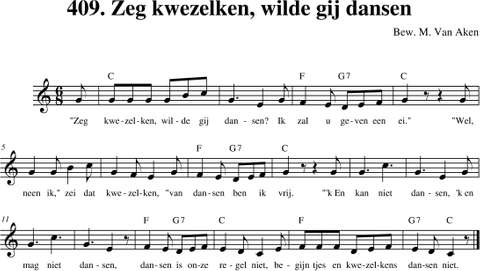 409. Zeg kwezelken, wilde gij dansen
Bew. M. Van Aken
C F G7 C
"Zeg kwe-zel-ken, wil-de gij dan-sen? Ik zal u ge-ven een ei." "Wel,
5 C F G7 C
neen ik," zei dat kwe-zel-ken, "van dan-sen ben ik vrij. "'k En kan niet dan-sen, 'k en
11 F G7 C F G7 C
mag niet dan-sen, dan-sen is on-ze re-gel niet, be-gijn tjes en kwe-zel-kens dansen niet.